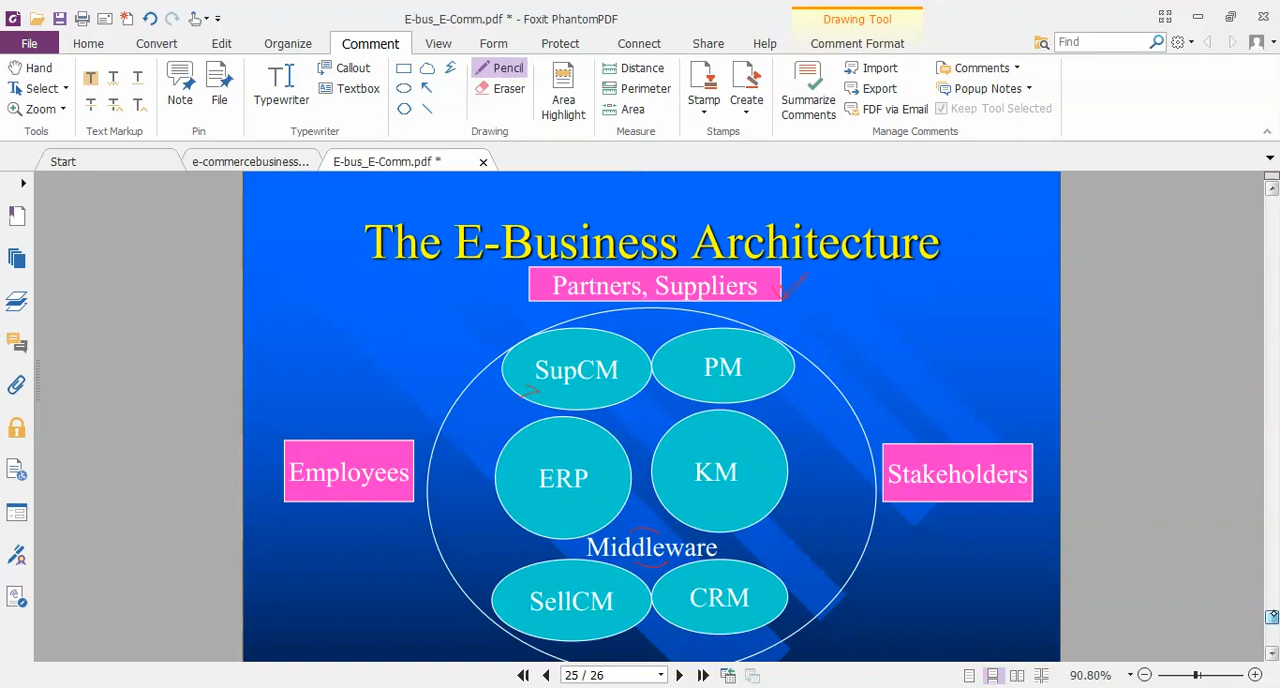 E-bus_E-Comm.pdf * - Foxit PhantomPDF
Drawing Tool
File Home Convert Edit Organize Comment View Form Protect Connect Share Help Comment Format Find
Hand
Select
Zoom
Tools
Text Markup
Note
File
Pin
Typewriter
Callout
Textbox
Typewriter
Pencil
Eraser
Drawing
Area Highlight
Distance
Perimeter
Area
Measure
Stamp
Create
Stamps
Summarize Comments
Import
Export
FDF via Email
Comments
Popup Notes
Keep Tool Selected
Manage Comments
Start
e-commercebusiness...
E-bus_E-Comm.pdf *
The E-Business Architecture
Partners, Suppliers
SupCM PM
Employees ERP KM Stakeholders
Middleware
SellCM CRM
25 / 26
90.80%